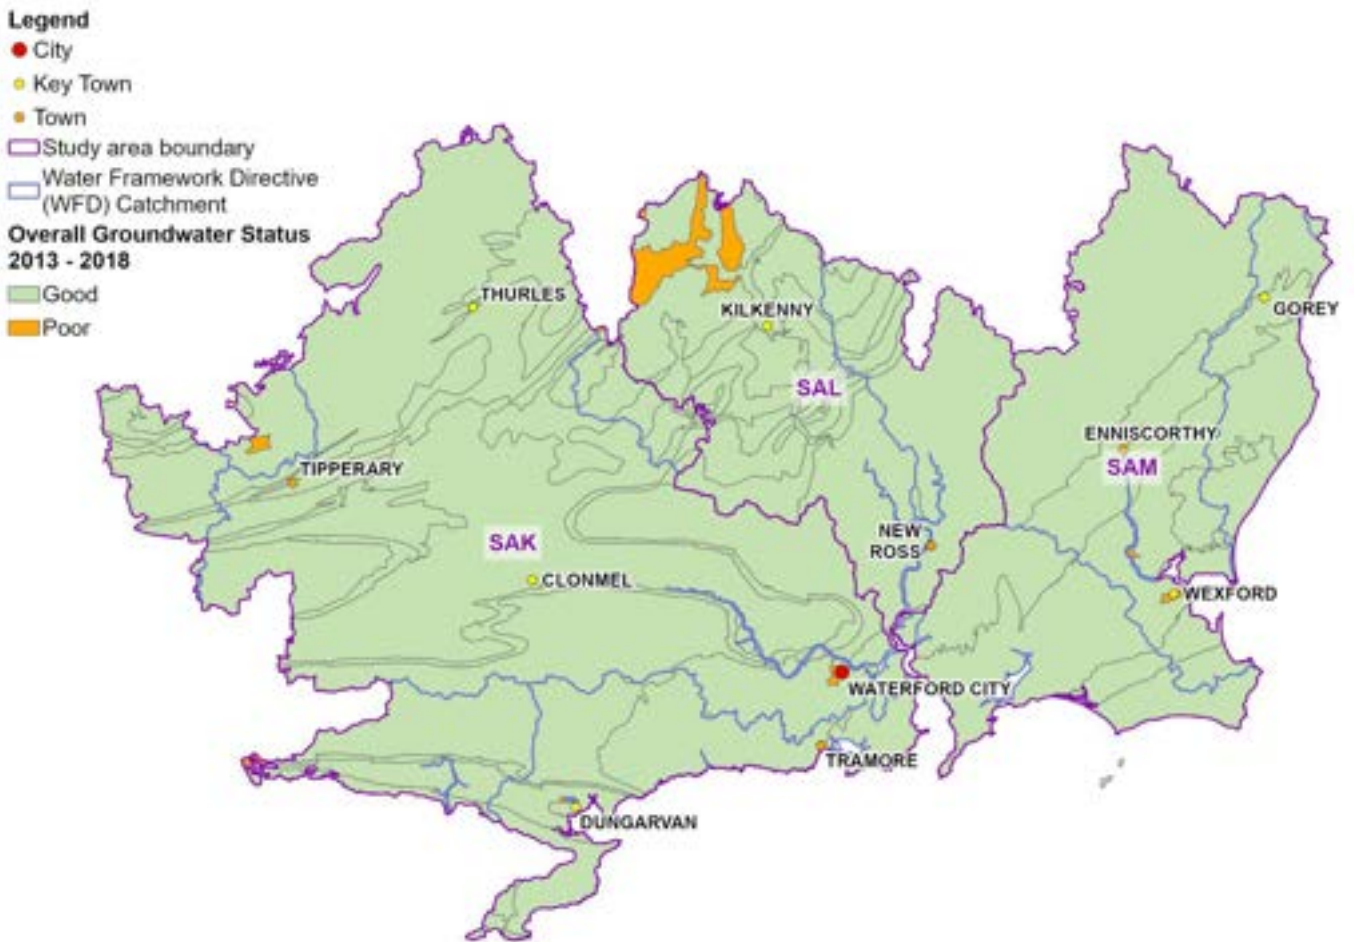 Legend
City
Key Town
Town
Study area boundary
Water Framework Directive
(WFD) Catchment
Overall Groundwater Status
2013 - 2018
Good
Poor
THURLES
KILKENNY
GOREY
SAL
ENNISCORTHY
SAM
TIPPERARY
SAK
NEW
ROSS
CLONMEL
WEXFORD
WATERFORD CITY
TRAMORE
DUNGARVAN